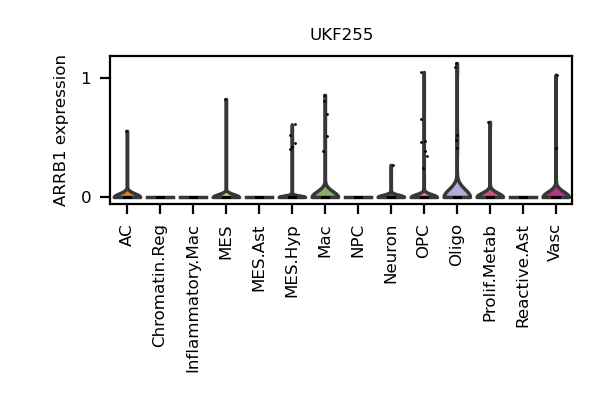 UKF255
ARRB1 expression
1
0
AC
Chromatin.Reg
Inflammatory.Mac
MES
MES.Ast
MES.Hyp
Mac
NPC
Neuron
OPC
Oligo
Prolif.Metab
Reactive.Ast
Vasc